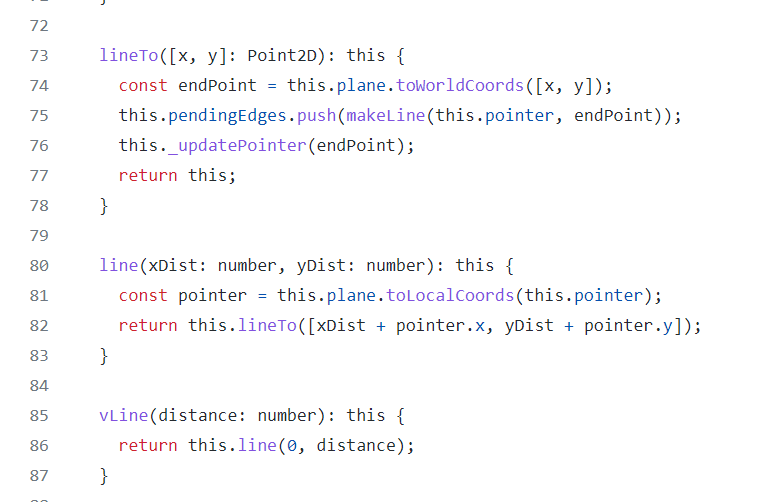 72
73 lineTo([x, y]: Point2D): this {
74 const endPoint = this.plane.toWorldCoords([x, y]);
75 this.pendingEdges.push(makeLine(this.pointer, endPoint));
76 this._updatePointer(endPoint);
77 return this;
78 }
79
80 line(xDist: number, yDist: number): this {
81 const pointer = this.plane.toLocalCoords(this.pointer);
82 return this.lineTo([xDist + pointer.x, yDist + pointer.y]);
83 }
84
85 vLine(distance: number): this {
86 return this.line(0, distance);
87 }